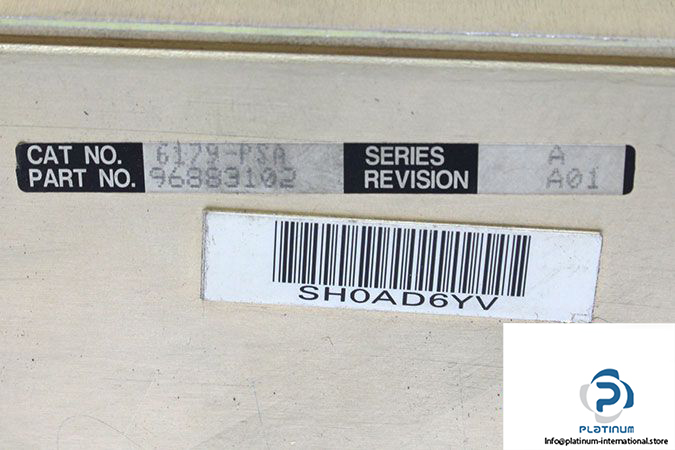 CAT NO. 6179-PSA SERIES A
PART NO. 96883102 REVISION A01
SH0AD6YV
PLATINUM
Info@platinum-international.store